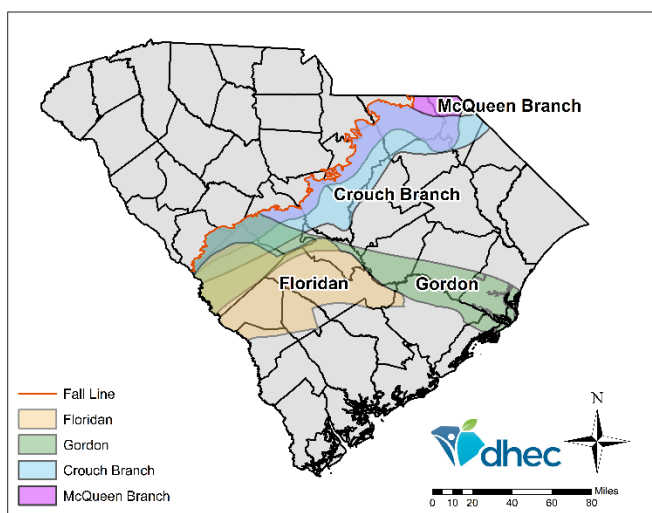 McQueen Branch
Crouch Branch
Floridan
Gordon
Fall Line
Floridan
Gordon
Crouch Branch
McQueen Branch
dhec
N
Miles
0 5 10 20 40 60 80